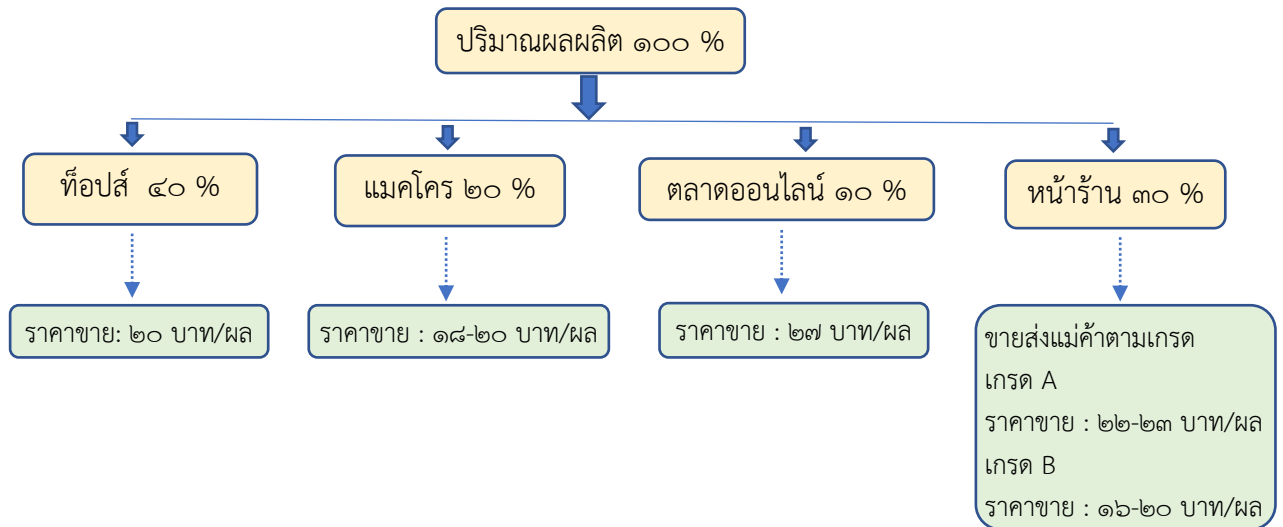 ปริมาณผลผลิต ๑๐๐ %
ท็อปส์ ๔๐ %
แมคโคร ๒๐ %
ตลาดออนไลน์ ๑๐ %
หน้าร้าน ๓๐ %
ราคาขาย: ๒๐ บาท/ผล
ราคาขาย : ๑๘-๒๐ บาท/ผล
ราคาขาย : ๒๗ บาท/ผล
ขายส่งแม่ค้าตามเกรด
เกรด A
ราคาขาย : ๒๒-๒๓ บาท/ผล
เกรด B
ราคาขาย : ๑๖-๒๐ บาท/ผล